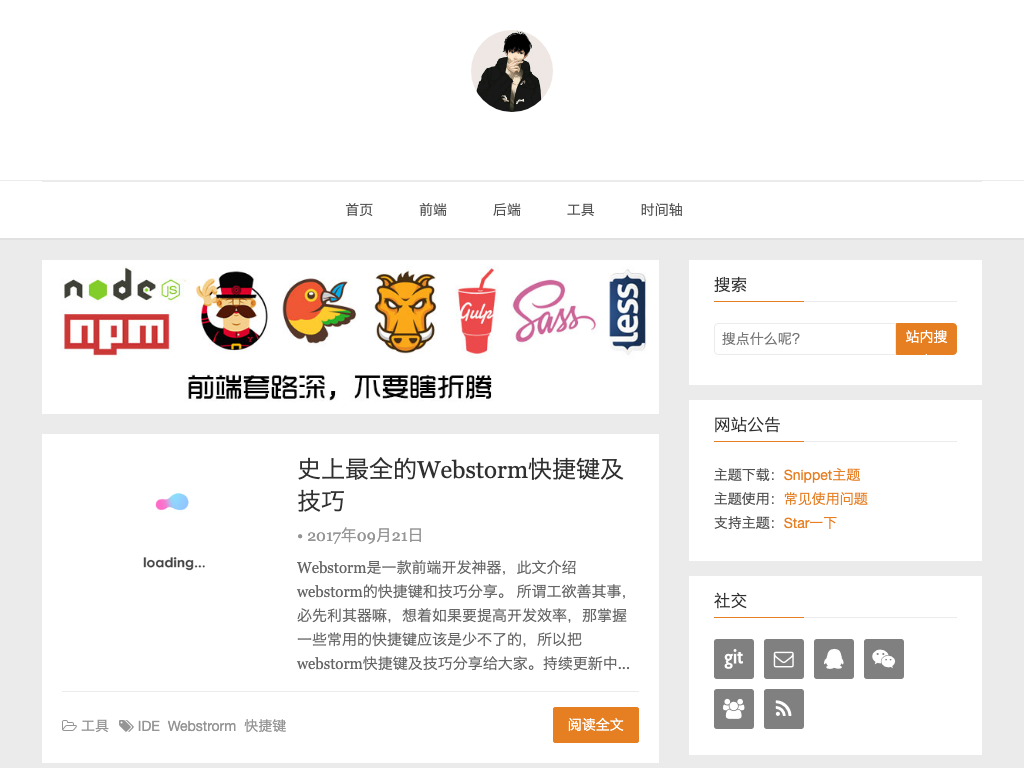 首页 前端 后端 工具 时间轴
node JS
npm
Gulp
Sass
less
前端套路深，不要瞎折腾
loading...
史上最全的Webstorm快捷键及
技巧
• 2017年09月21日
Webstorm是一款前端开发神器，此文介绍
webstorm的快捷键和技巧分享。 所谓工欲善其事，
必先利其器嘛，想着如果要提高开发效率，那掌握
一些常用的快捷键应该是少不了的，所以把
webstorm快捷键及技巧分享给大家。持续更新中...
工具 IDE Webstrorm 快捷键
阅读全文
搜索
搜点什么呢? 站内搜
网站公告
主题下载：Snippet主题
主题使用：常见使用问题
支持主题：Star一下
社交
git